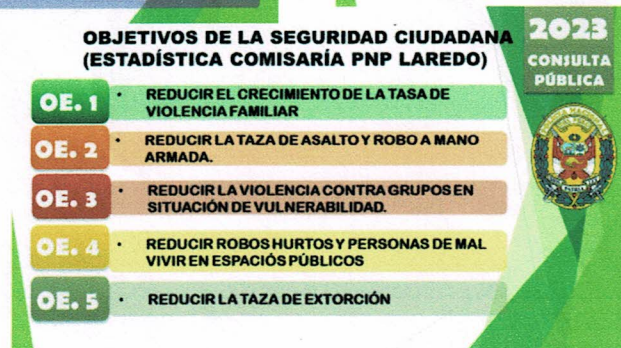 OBJETIVOS DE LA SEGURIDAD CIUDADANA
(ESTADÍSTICA COMISARÍA PNP LAREDO)
2023
CONSULTA
PÚBLICA
OE. 1
• REDUCIR EL CRECIMIENTO DE LA TASA DE
VIOLENCIA FAMILIAR
OE. 2
• REDUCIR LA TAZA DE ASALTO Y ROBO A MANO
ARMADA.
OE. 3
• REDUCIR LA VIOLENCIA CONTRA GRUPOS EN
SITUACIÓN DE VULNERABILIDAD.
OE. 4
• REDUCIR ROBOS HURTOS Y PERSONAS DE MAL
VIVIR EN ESPACIÓS PÚBLICOS
OE. 5
• REDUCIR LA TAZA DE EXTORCIÓN